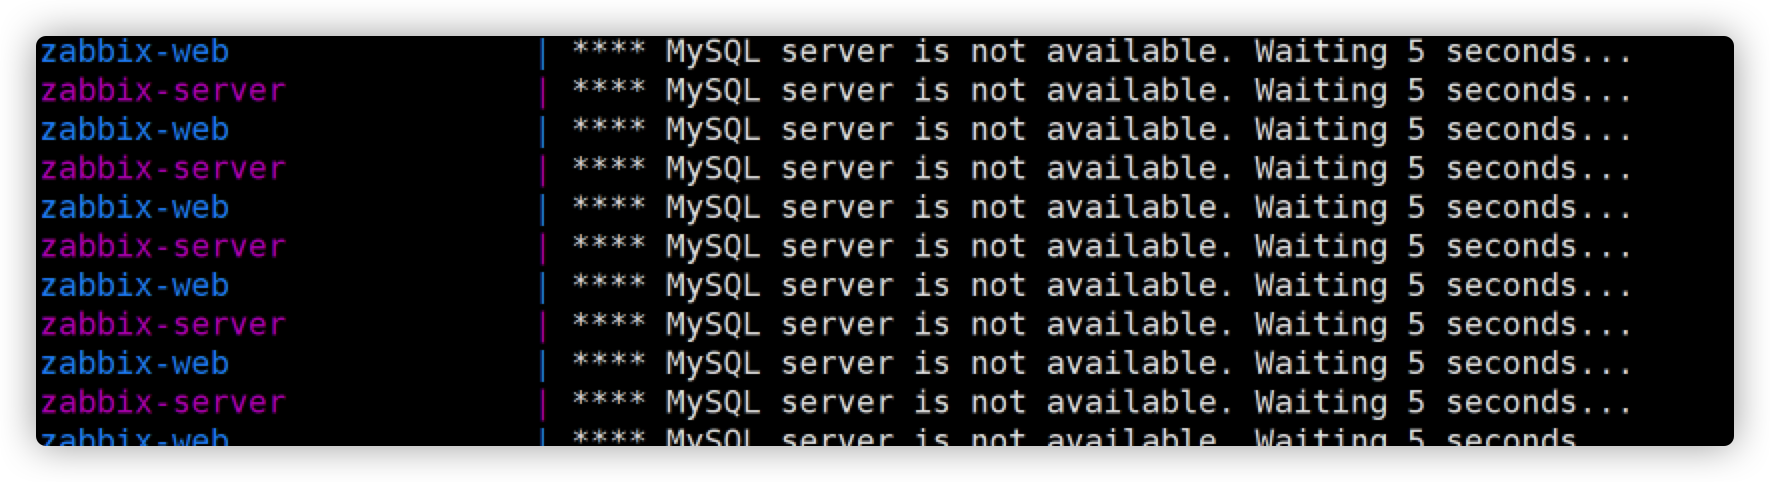 zabbix-web | **** MySQL server is not available. Waiting 5 seconds...
zabbix-server | **** MySQL server is not available. Waiting 5 seconds...
zabbix-web | **** MySQL server is not available. Waiting 5 seconds...
zabbix-server | **** MySQL server is not available. Waiting 5 seconds...
zabbix-web | **** MySQL server is not available. Waiting 5 seconds...
zabbix-server | **** MySQL server is not available. Waiting 5 seconds...
zabbix-web | **** MySQL server is not available. Waiting 5 seconds...
zabbix-server | **** MySQL server is not available. Waiting 5 seconds...
zabbix-web | **** MySQL server is not available. Waiting 5 seconds...
zabbix-server | **** MySQL server is not available. Waiting 5 seconds...
zabbix-web | **** MySQL server is not available. Waiting 5 seconds